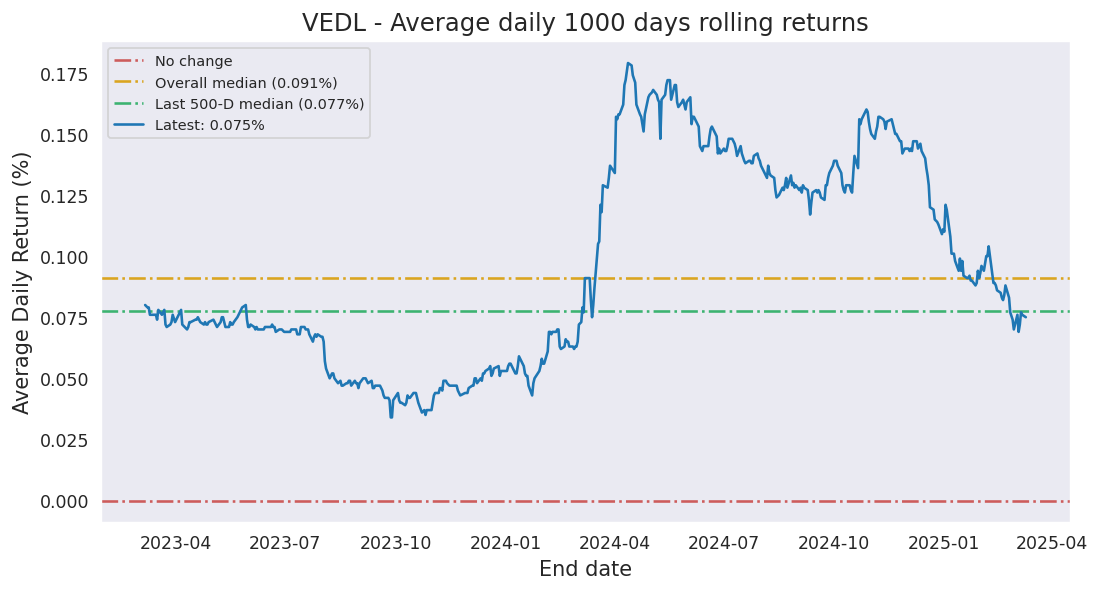 VEDL - Average daily 1000 days rolling returns
No change
Overall median (0.091%)
Last 500-D median (0.077%)
Latest: 0.075%
Average Daily Return (%)
0.175
0.150
0.125
0.100
0.075
0.050
0.025
0.000
2023-04 2023-07 2023-10 2024-01 2024-04 2024-07 2024-10 2025-01 2025-04
End date